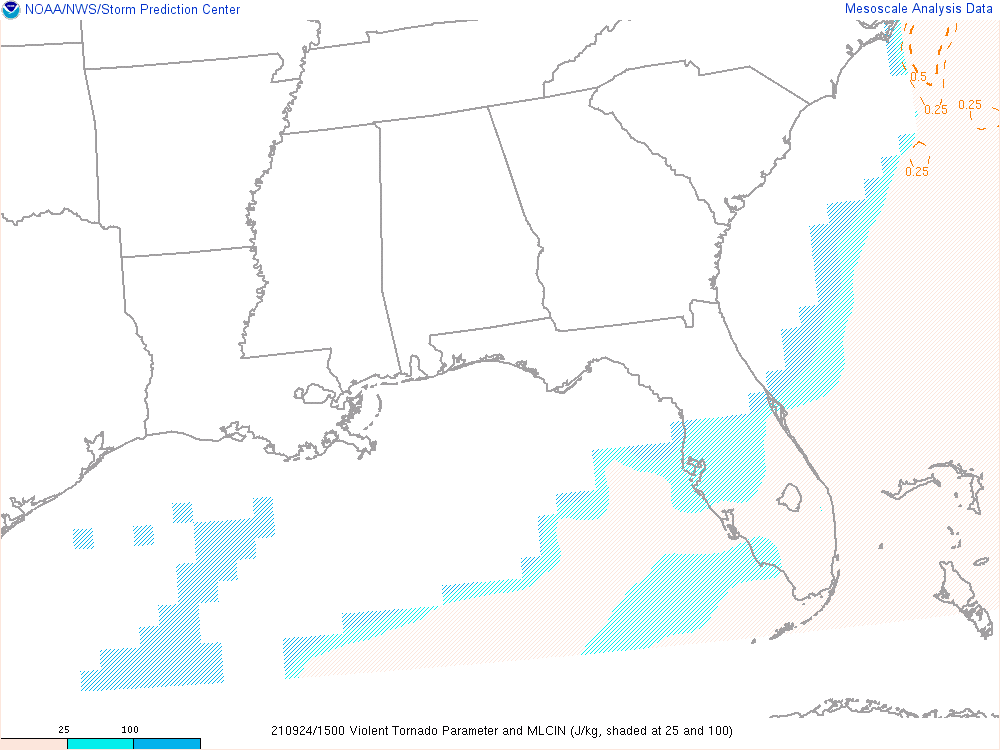 NOAA/NWS/Storm Prediction Center
Mesoscale Analysis Data
0.5
0.25 0.25
0.25
25 100
210924/1500 Violent Tornado Parameter and MLCIN (J/kg, shaded at 25 and 100)